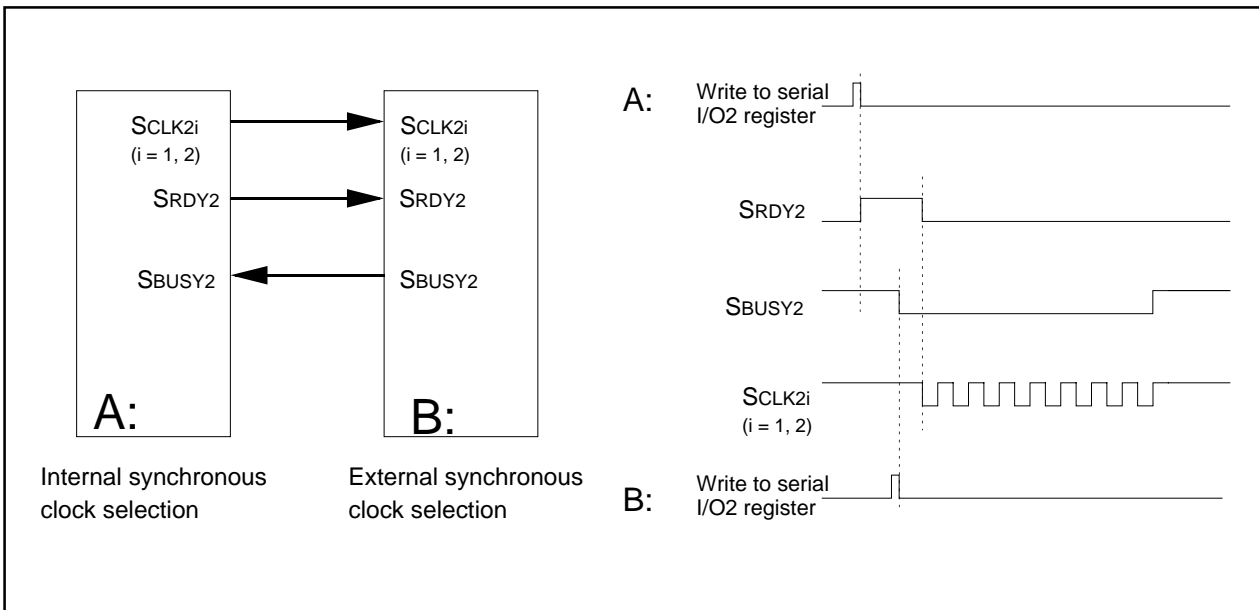 SCLK2i
(i = 1, 2)
SRDY2
SBUSY2
A:
Internal synchronous
clock selection
SCLK2i
(i = 1, 2)
SRDY2
SBUSY2
B:
External synchronous
clock selection
A:
Write to serial
I/O2 register
SRDY2
SBUSY2
SCLK2i
(i = 1, 2)
B:
Write to serial
I/O2 register